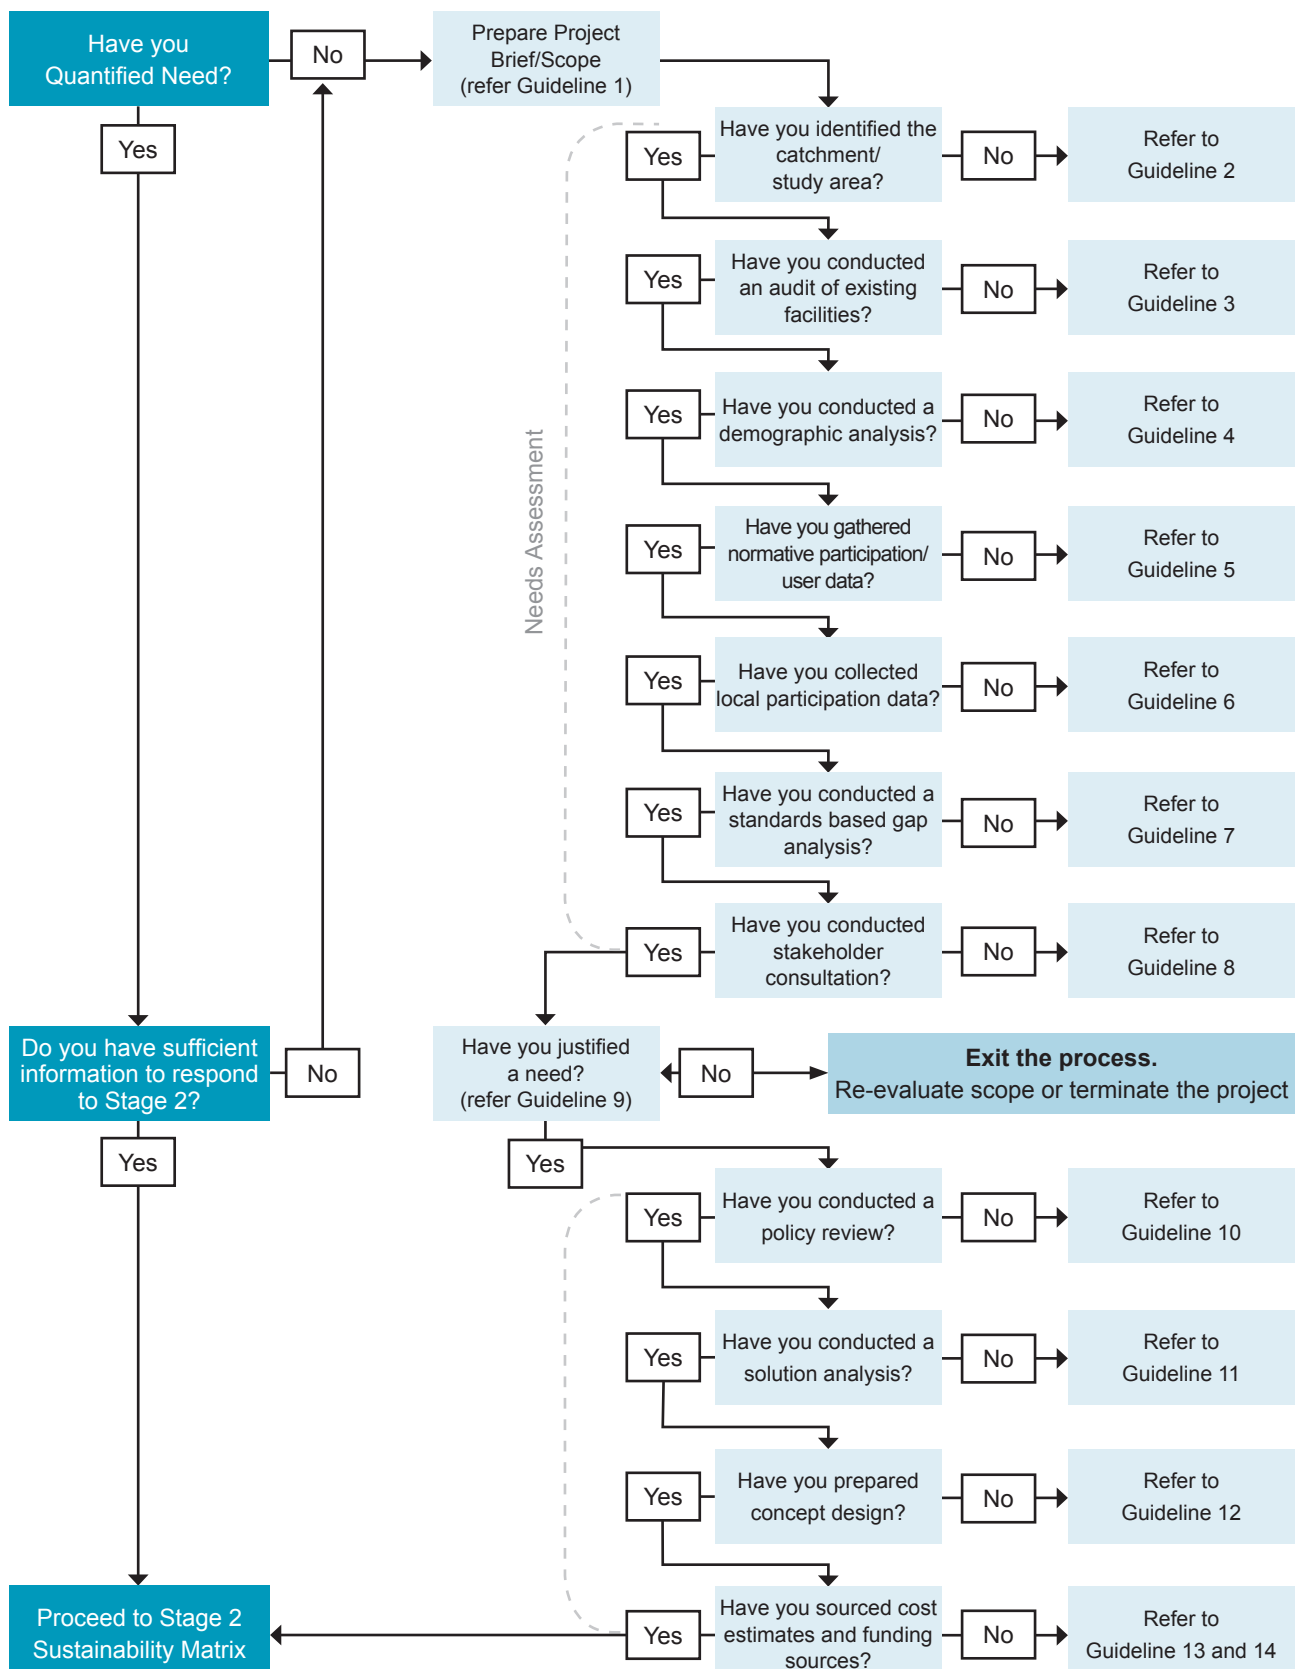 Have you
Quantified Need?
No
Prepare Project
Brief/Scope
(refer Guideline 1)
Yes
Have you identified the
catchment/
study area?
Yes
No
Refer to
Guideline 2
Have you conducted
an audit of existing
facilities?
Yes
No
Refer to
Guideline 3
Have you conducted a
demographic analysis?
Yes
No
Refer to
Guideline 4
Needs Assessment
Have you gathered
normative participation/
user data?
Yes
No
Refer to
Guideline 5
Have you collected
local participation data?
Yes
No
Refer to
Guideline 6
Have you conducted a
standards based gap
analysis?
Yes
No
Refer to
Guideline 7
Have you conducted
stakeholder
consultation?
Yes
No
Refer to
Guideline 8
Do you have sufficient
information to respond
to Stage 2?
No
Have you justified
a need?
(refer Guideline 9)
No
Exit the process.
Re-evaluate scope or terminate the project
Yes
Yes
Have you conducted a
policy review?
Yes
No
Refer to
Guideline 10
Have you conducted a
solution analysis?
Yes
No
Refer to
Guideline 11
Have you prepared
concept design?
Yes
No
Refer to
Guideline 12
Proceed to Stage 2
Sustainability Matrix
Yes
Have you sourced cost
estimates and funding
sources?
No
Refer to
Guideline 13 and 14